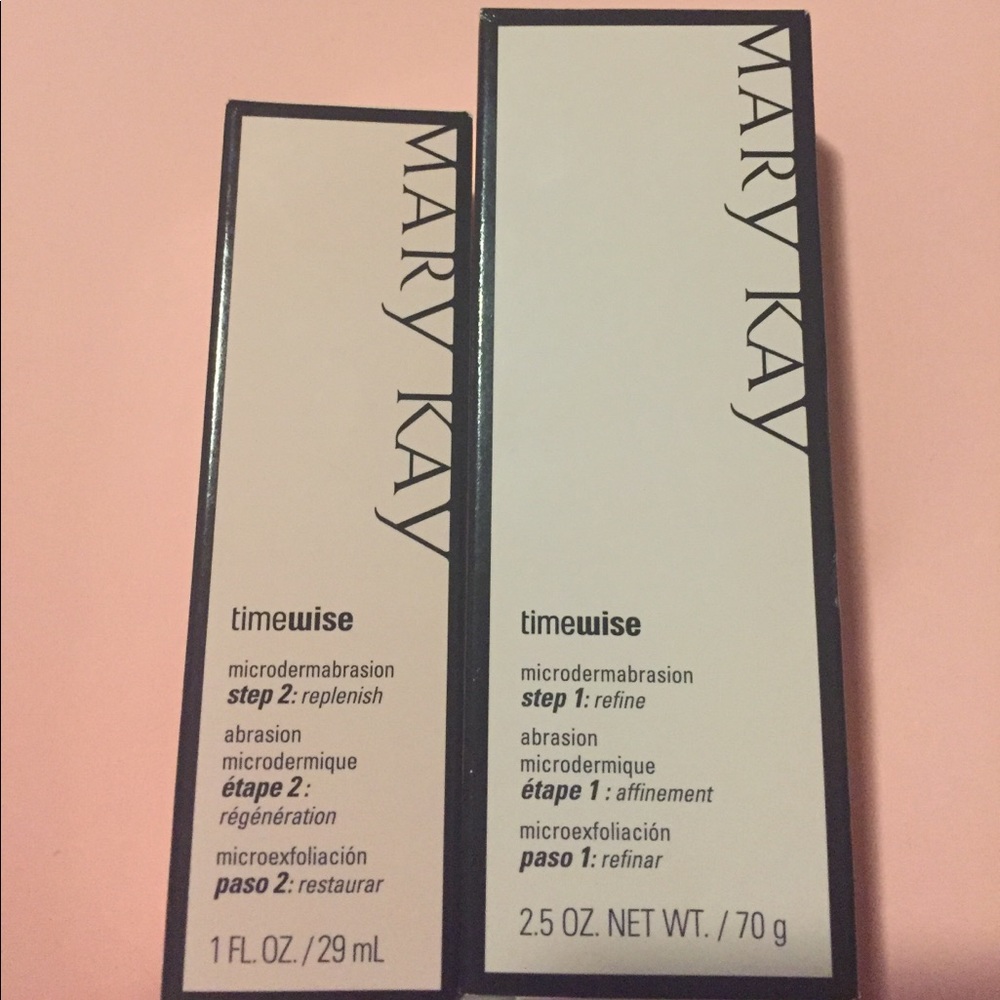 MARY KAY
timewise
microdermabrasion
step 2: replenish
abrasion
microdermique
étape 2 :
régénération
microexfoliación
paso 2: restaurar
1 FL. OZ. / 29 mL
MARY KAY
timewise
microdermabrasion
step 1: refine
abrasion
microdermique
étape 1 : affinement
microexfoliación
paso 1: refinar
2.5 OZ. NET WT. / 70 g